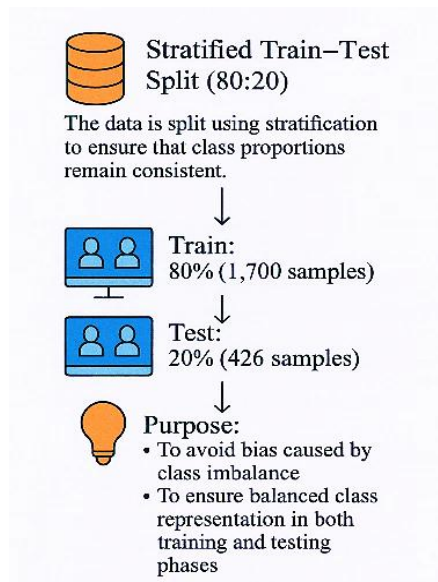 Stratified Train–Test
Split (80:20)
The data is split using stratification
to ensure that class proportions
remain consistent.
Train:
80% (1,700 samples)
Test:
20% (426 samples)
Purpose:
• To avoid bias caused by
class imbalance
• To ensure balanced class
representation in both
training and testing
phases